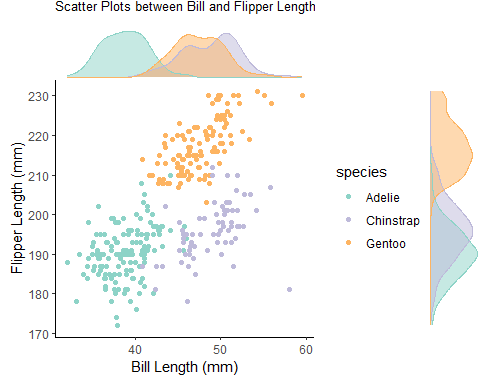 Scatter Plots between Bill and Flipper Length
230
220
210
200
190
180
170
Flipper Length (mm)
40
50
60
Bill Length (mm)
species
Adelie
Chinstrap
Gentoo